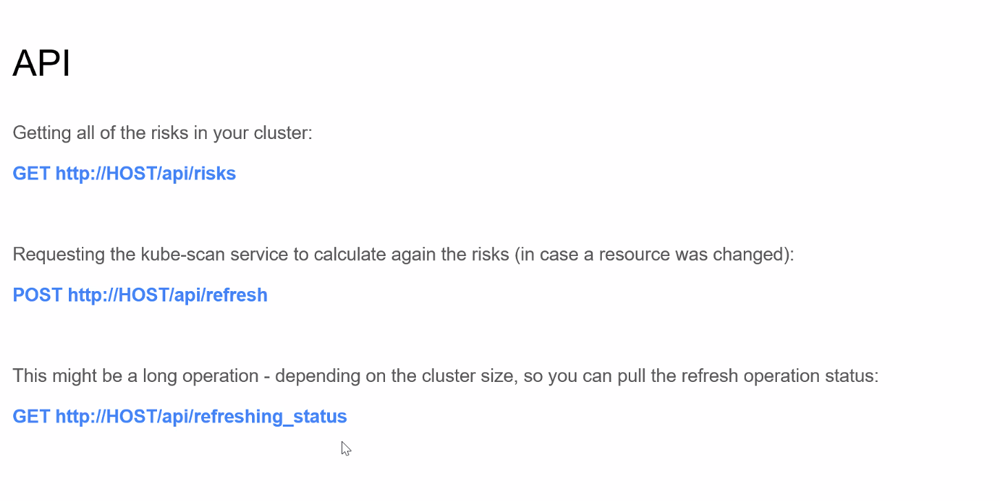 API
Getting all of the risks in your cluster:
GET http://HOST/api/risks
Requesting the kube-scan service to calculate again the risks (in case a resource was changed):
POST http://HOST/api/refresh
This might be a long operation - depending on the cluster size, so you can pull the refresh operation status:
GET http://HOST/api/refreshing_status